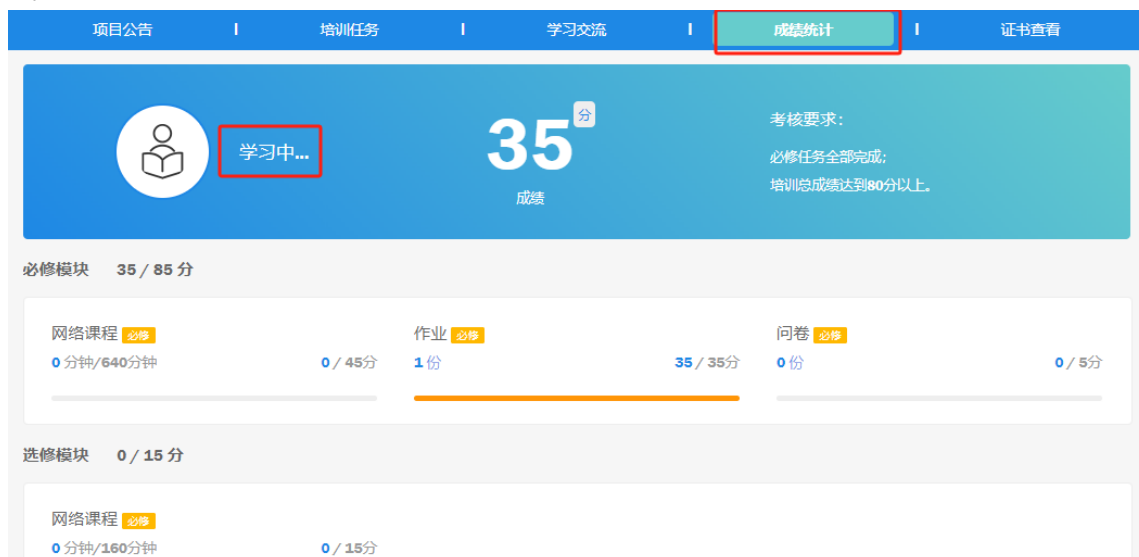 项目公告 | 培训任务 | 学习交流 | 成绩统计 | 证书查看
学习中...
35分
成绩
考核要求：
必修任务全部完成;
培训总成绩达到80分以上。
必修模块 35 / 85 分
网络课程 必修
0 分钟/640分钟 0 / 45分
作业 必修
1 份 35 / 35分
问卷 必修
0 份 0 / 5分
选修模块 0 / 15 分
网络课程 必修
0 分钟/160分钟 0 / 15分